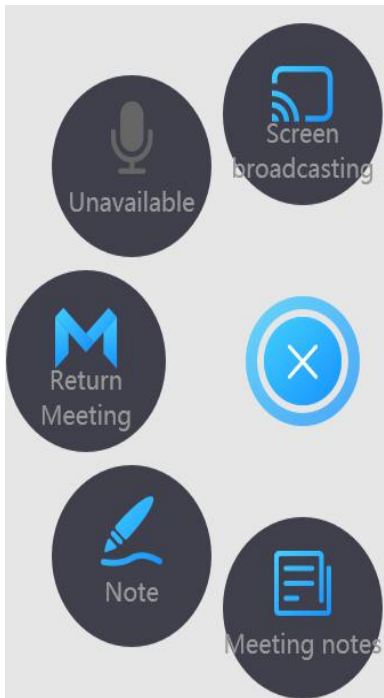 Screen
broadcasting
Unavailable
Return
Meeting
Note
Meeting notes